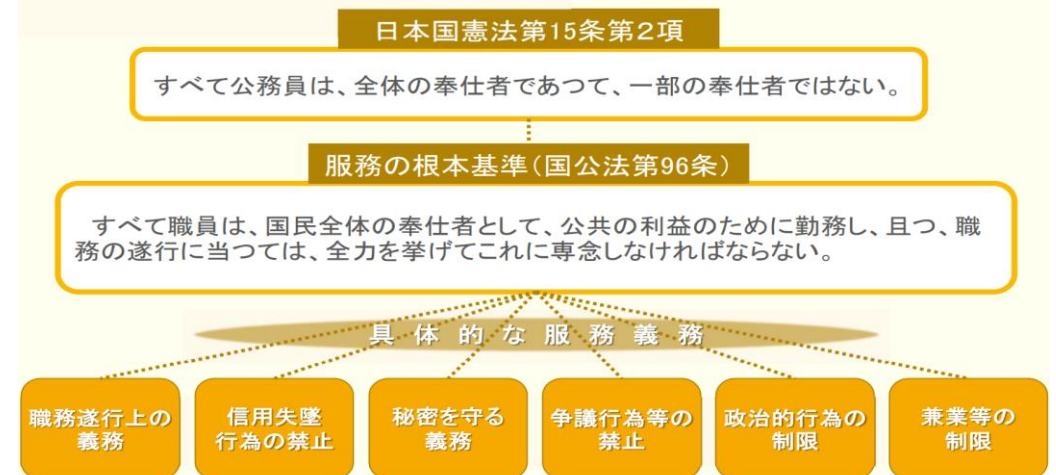 日本国憲法第15条第2項
すべて公務員は、全体の奉仕者であつて、一部の奉仕者ではない。
服務の根本基準（国公法第96条）
すべて職員は、国民全体の奉仕者として、公共の利益のために勤務し、且つ、職
務の遂行に当つては、全力を挙げてこれに専念しなければならない。
具体的な服務義務
職務遂行上の
義務
信用失墜
行為の禁止
秘密を守る
義務
争議行為等の
禁止
政治的行為の
制限
兼業等の
制限